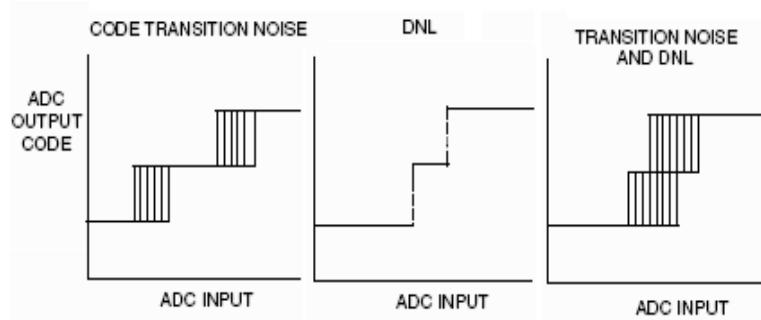 CODE TRANSITION NOISE
ADC
OUTPUT
CODE
ADC INPUT
DNL
ADC INPUT
TRANSITION NOISE
AND DNL
ADC INPUT